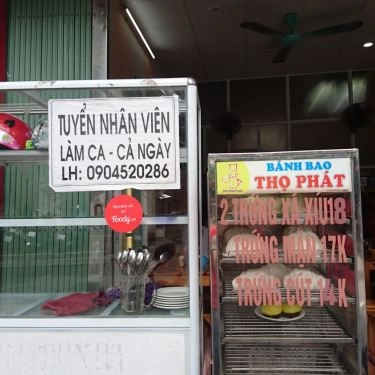 TUYỂN NHÂN VIÊN
LÀM CA - CẢ NGÀY
LH: 0904520286
Foody.vn
BÁNH BAO
THỌ PHÁT
2 TRỨNG XÁ XÍU 18
TRỨNG MẶN 17K
TRỨNG CÚT 14K